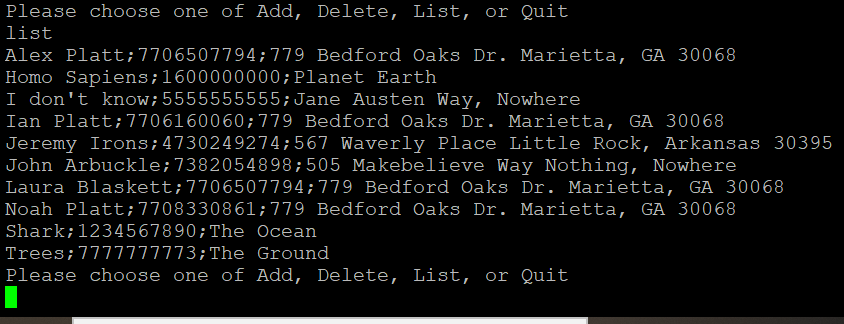 Please choose one of Add, Delete, List, or Quit
list
Alex Platt;7706507794;779 Bedford Oaks Dr. Marietta, GA 30068
Homo Sapiens;1600000000;Planet Earth
I don't know;5555555555;Jane Austen Way, Nowhere
Ian Platt;7706160060;779 Bedford Oaks Dr. Marietta, GA 30068
Jeremy Irons;4730249274;567 Waverly Place Little Rock, Arkansas 30395
John Arbuckle;7382054898;505 Makebelieve Way Nothing, Nowhere
Laura Blaskett;7706507794;779 Bedford Oaks Dr. Marietta, GA 30068
Noah Platt;7708330861;779 Bedford Oaks Dr. Marietta, GA 30068
Shark;1234567890;The Ocean
Trees;7777777773;The Ground
Please choose one of Add, Delete, List, or Quit